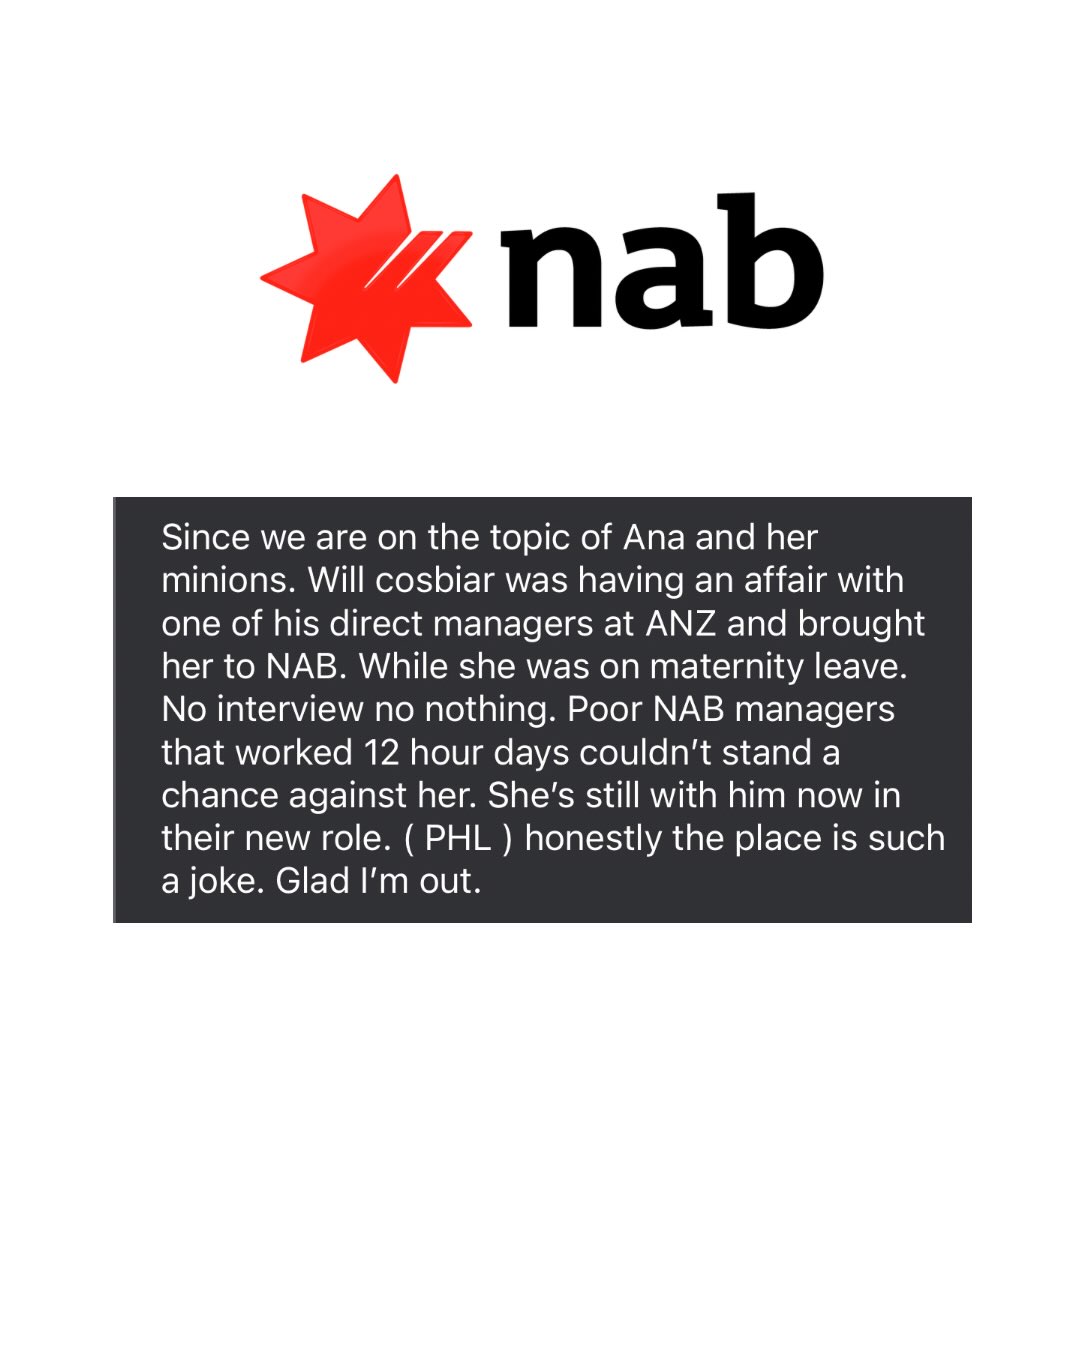 nab
Since we are on the topic of Ana and her
minions. Will cosbiar was having an affair with
one of his direct managers at ANZ and brought
her to NAB. While she was on maternity leave.
No interview no nothing. Poor NAB managers
that worked 12 hour days couldn’t stand a
chance against her. She’s still with him now in
their new role. ( PHL ) honestly the place is such
a joke. Glad I’m out.